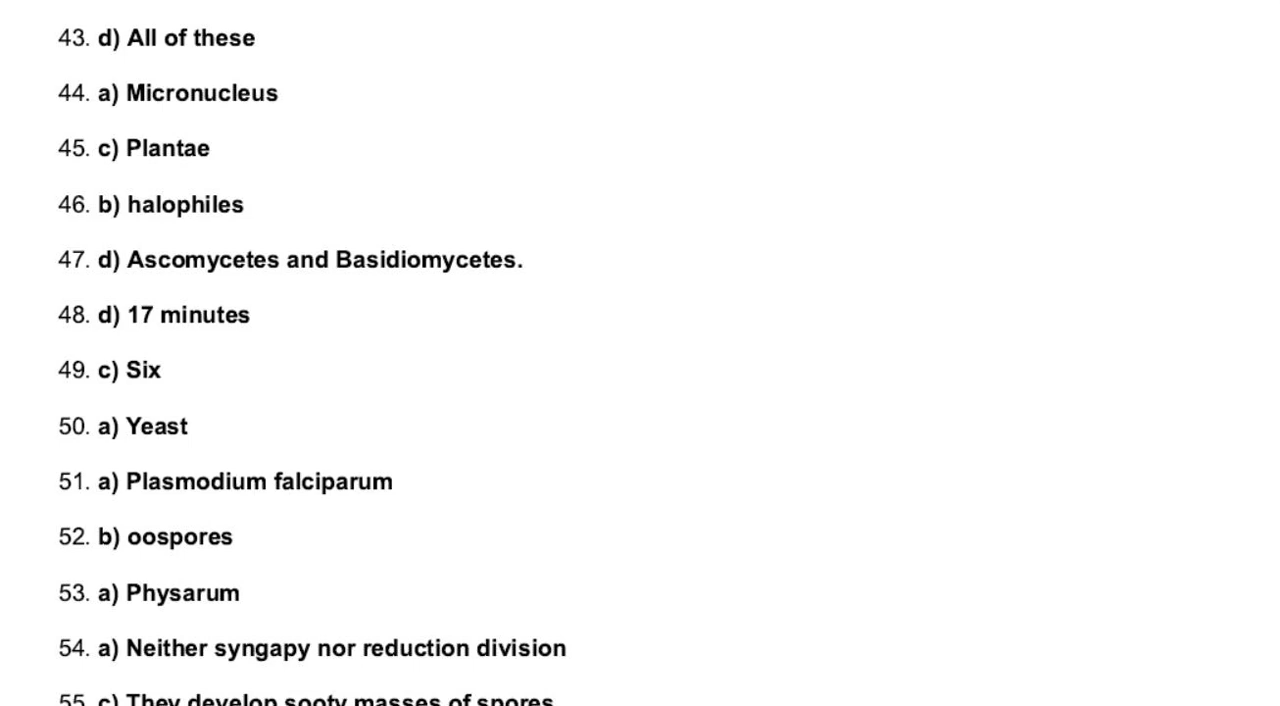 43. d) All of these
44. a) Micronucleus
45. c) Plantae
46. b) halophiles
47. d) Ascomycetes and Basidiomycetes.
48. d) 17 minutes
49. c) Six
50. a) Yeast
51. a) Plasmodium falciparum
52. b) oospores
53. a) Physarum
54. a) Neither syngapy nor reduction division
55. c) They develop sooty masses of spores